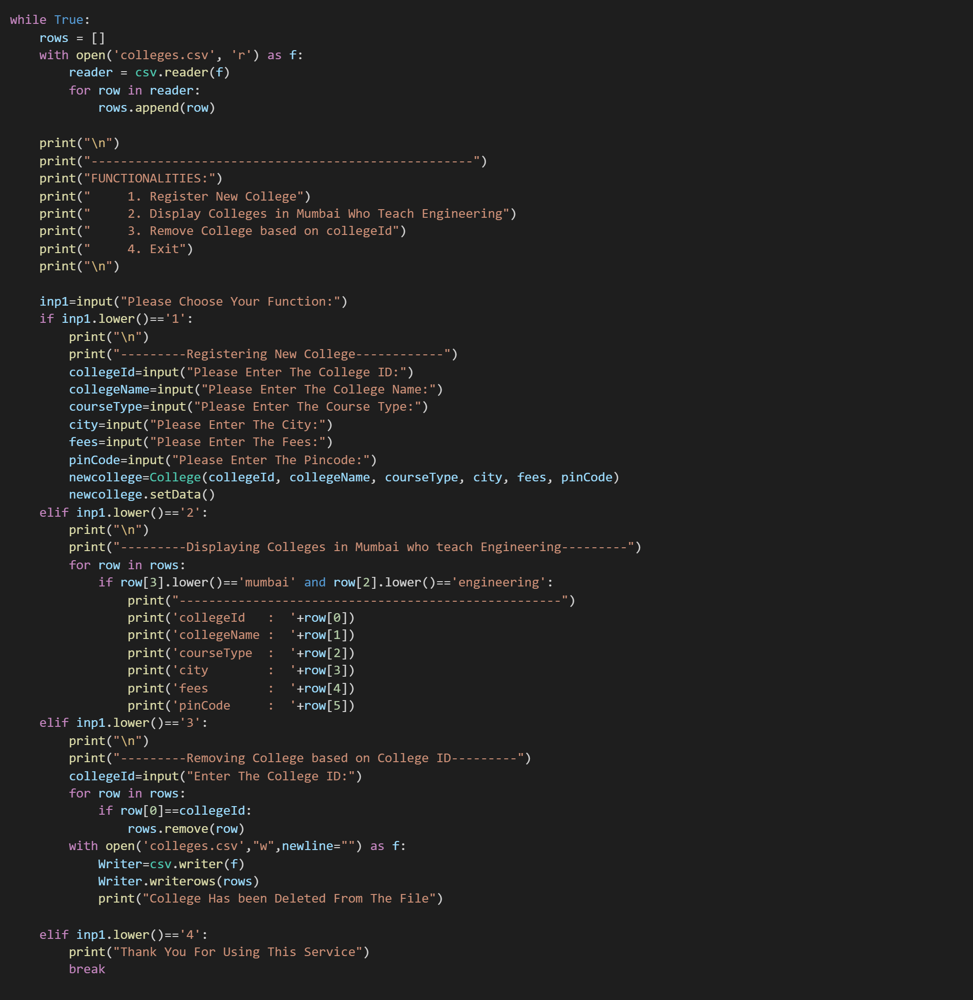 while True:
    rows = []
    with open('colleges.csv', 'r') as f:
        reader = csv.reader(f)
        for row in reader:
            rows.append(row)

    print("\n")
    print("----------------------------------------------------")
    print("FUNCTIONALITIES:")
    print("     1. Register New College")
    print("     2. Display Colleges in Mumbai Who Teach Engineering")
    print("     3. Remove College based on collegeId")
    print("     4. Exit")
    print("\n")

    inp1=input("Please Choose Your Function:")
    if inp1.lower()=='1':
        print("\n")
        print("---------Registering New College------------")
        collegeId=input("Please Enter The College ID:")
        collegeName=input("Please Enter The College Name:")
        courseType=input("Please Enter The Course Type:")
        city=input("Please Enter The City:")
        fees=input("Please Enter The Fees:")
        pinCode=input("Please Enter The Pincode:")
        newcollege=College(collegeId, collegeName, courseType, city, fees, pinCode)
        newcollege.setData()
    elif inp1.lower()=='2':
        print("\n")
        print("---------Displaying Colleges in Mumbai who teach Engineering---------")
        for row in rows:
            if row[3].lower()=='mumbai' and row[2].lower()=='engineering':
                print("----------------------------------------------------")
                print('collegeId   :  '+row[0])
                print('collegeName :  '+row[1])
                print('courseType  :  '+row[2])
                print('city        :  '+row[3])
                print('fees        :  '+row[4])
                print('pinCode     :  '+row[5])
    elif inp1.lower()=='3':
        print("\n")
        print("---------Removing College based on College ID---------")
        collegeId=input("Enter The College ID:")
        for row in rows:
            if row[0]==collegeId:
                rows.remove(row)
        with open('colleges.csv',"w",newline="") as f:
            Writer=csv.writer(f)
            Writer.writerows(rows)
            print("College Has been Deleted From The File")

    elif inp1.lower()=='4':
        print("Thank You For Using This Service")
        break